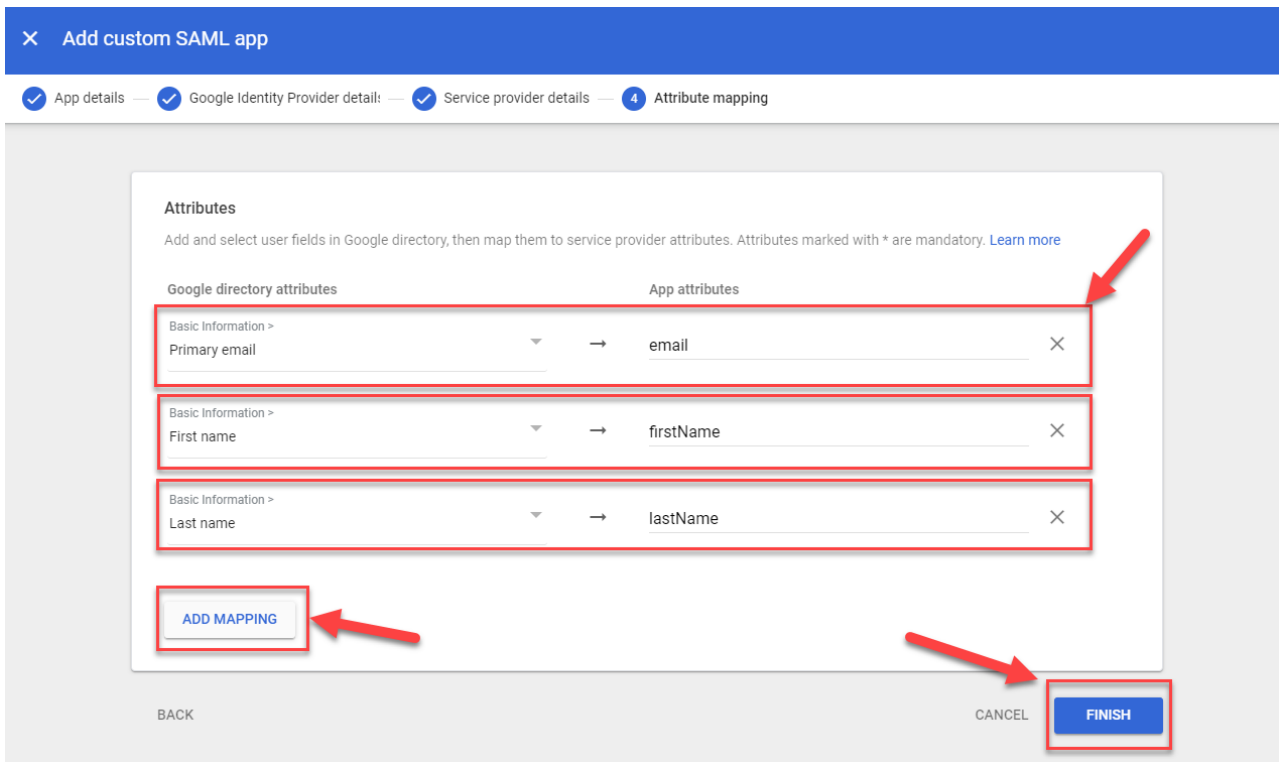 Add custom SAML app
App details
Google Identity Provider details
Service provider details
4
Attribute mapping
Attributes
Add and select user fields in Google directory, then map them to service provider attributes. Attributes marked with * are mandatory. Learn more
Google directory attributes
App attributes
Basic Information >
Primary email
→
email
Basic Information >
First name
→
firstName
Basic Information >
Last name
→
lastName
ADD MAPPING
BACK
CANCEL
FINISH